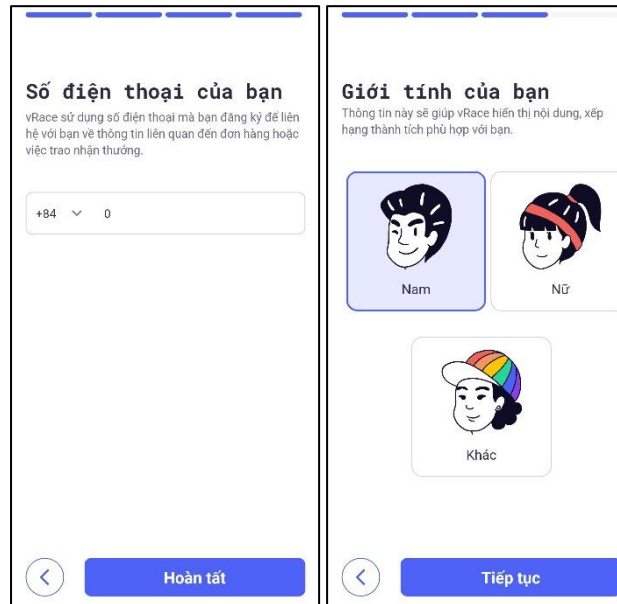 Số điện thoại của bạn
vRace sử dụng số điện thoại mà bạn đăng ký để liên
hệ với bạn về thông tin liên quan đến đơn hàng hoặc
việc trao nhận thưởng.
+84 0
Hoàn tất
Giới tính của bạn
Thông tin này sẽ giúp vRace hiển thị nội dung, xếp
hạng thành tích phù hợp với bạn.
Nam
Nữ
Khác
Tiếp tục